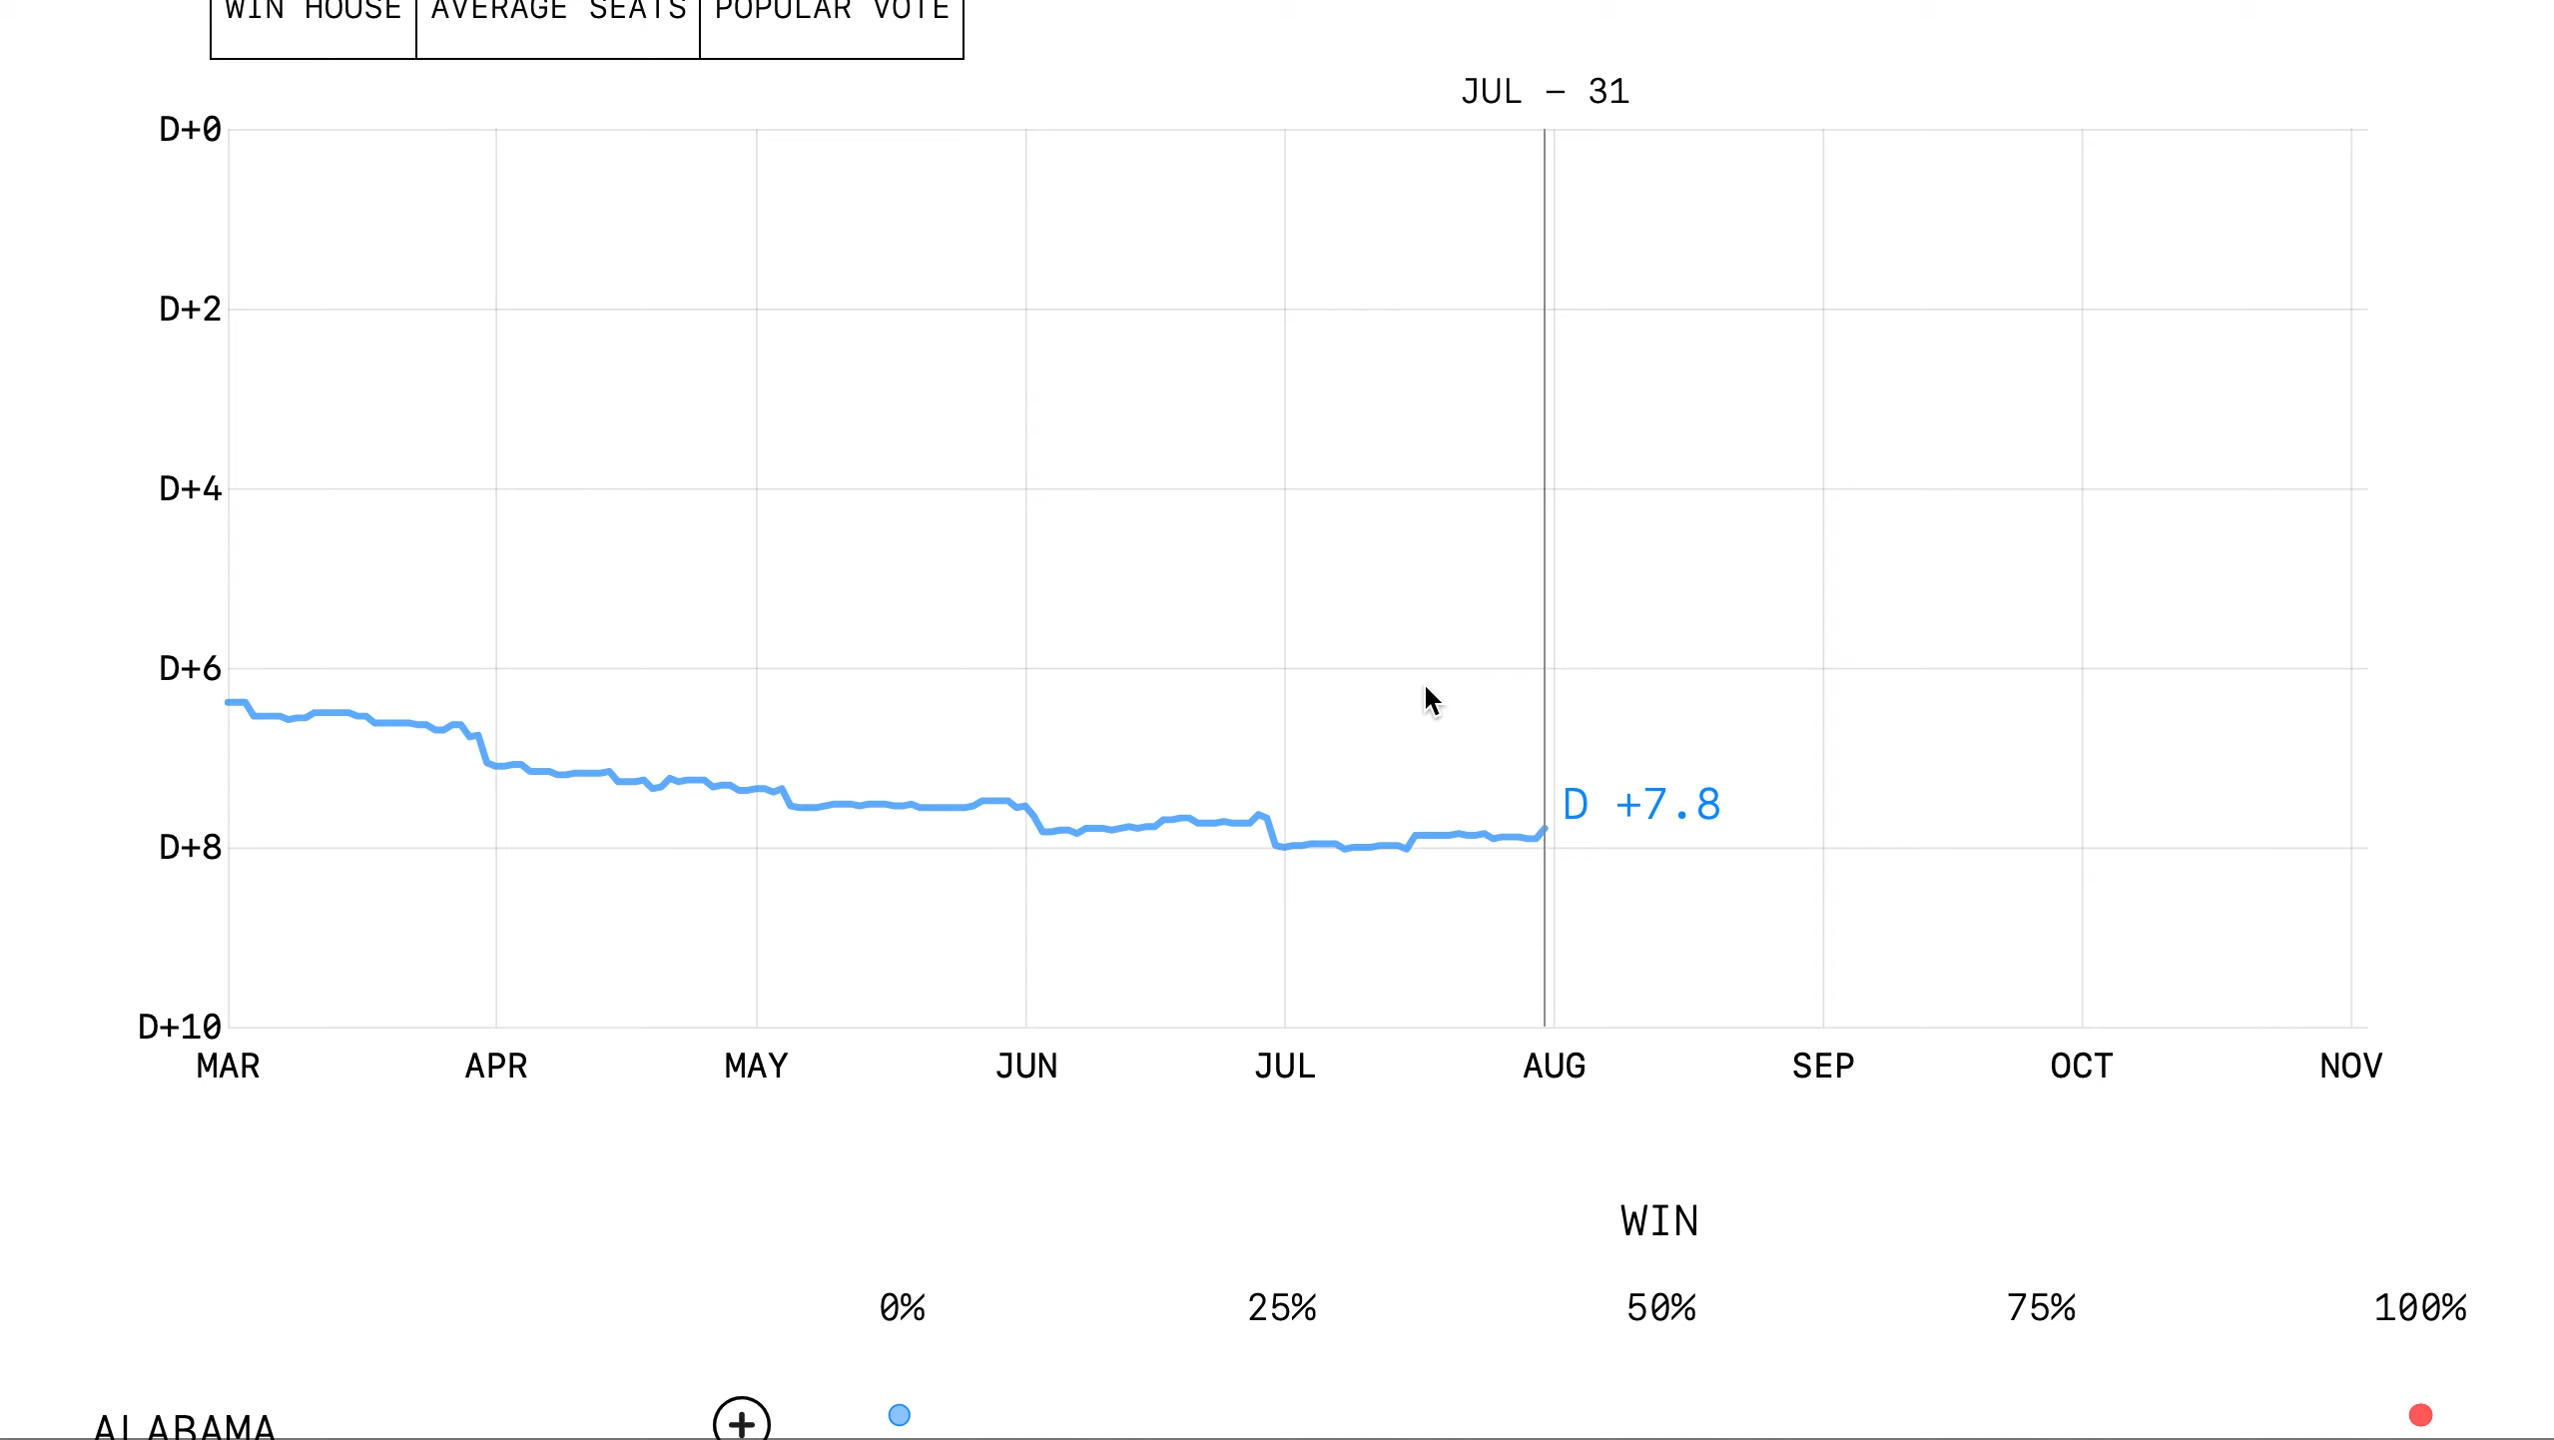 WIN HOUSE AVERAGE SEATS POPULAR VOTE
JUL – 31
D+0
D+2
D+4
D+6
D +7.8
D+8
D+10
MAR APR MAY JUN JUL AUG SEP OCT NOV
WIN
0% 25% 50% 75% 100%
ALABAMA